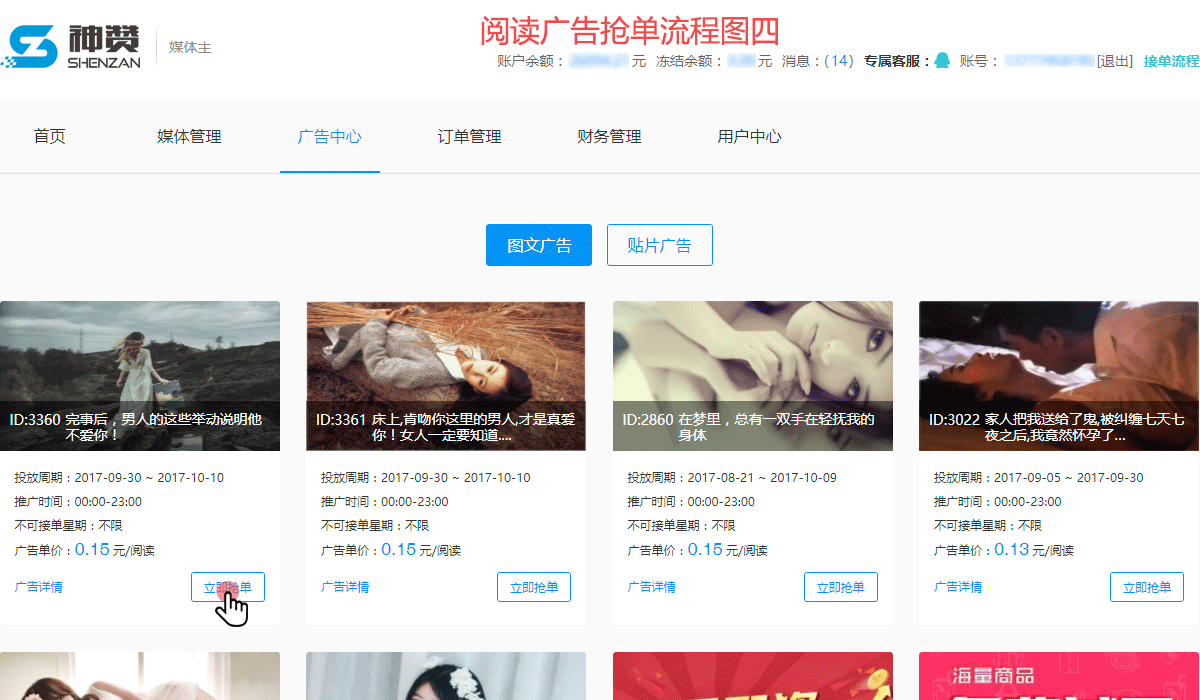 阅读广告抢单流程图四
神赞
SHENZAN
媒体主
账户余额： 元 冻结余额： 元 消息：(14) 专属客服： 账号： [退出] 接单流程
首页 媒体管理 广告中心 订单管理 财务管理 用户中心
图文广告 贴片广告
ID:3360 完事后，男人的这些举动说明他
不爱你！
投放周期：2017-09-30 ~ 2017-10-10
推广时间：00:00-23:00
不可接单星期：不限
广告单价：0.15 元/阅读
广告详情 立即抢单
ID:3361 床上,肯吻你这里的男人,才是真爱
你！女人一定要知道....
投放周期：2017-09-30 ~ 2017-10-10
推广时间：00:00-23:00
不可接单星期：不限
广告单价：0.15 元/阅读
广告详情 立即抢单
ID:2860 在梦里，总有一双手在轻抚我的
身体
投放周期：2017-08-21 ~ 2017-10-09
推广时间：00:00-23:00
不可接单星期：不限
广告单价：0.15 元/阅读
广告详情 立即抢单
ID:3022 家人把我送给了鬼,被纠缠七天七
夜之后,我竟然怀孕了...
投放周期：2017-09-05 ~ 2017-09-30
推广时间：00:00-23:00
不可接单星期：不限
广告单价：0.13 元/阅读
广告详情 立即抢单
海量商品